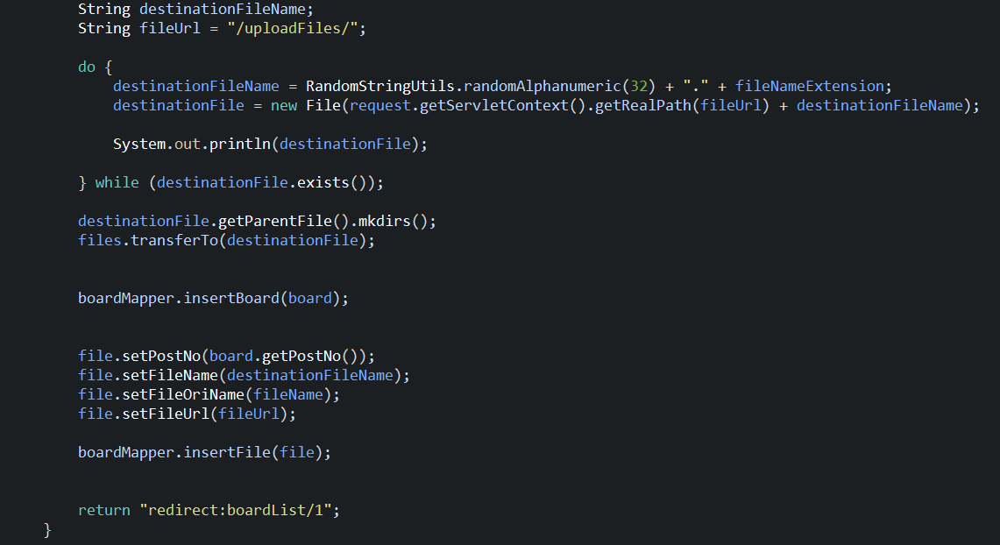 String destinationFileName;
String fileUrl = "/uploadFiles/";
do {
destinationFileName = RandomStringUtils.randomAlphanumeric(32) + "." + fileNameExtension;
destinationFile = new File(request.getServletContext().getRealPath(fileUrl) + destinationFileName);
System.out.println(destinationFile);
} while (destinationFile.exists());
destinationFile.getParentFile().mkdirs();
files.transferTo(destinationFile);
boardMapper.insertBoard(board);
file.setPostNo(board.getPostNo());
file.setFileName(destinationFileName);
file.setFileOriName(fileName);
file.setFileUrl(fileUrl);
boardMapper.insertFile(file);
return "redirect:boardList/1";
}